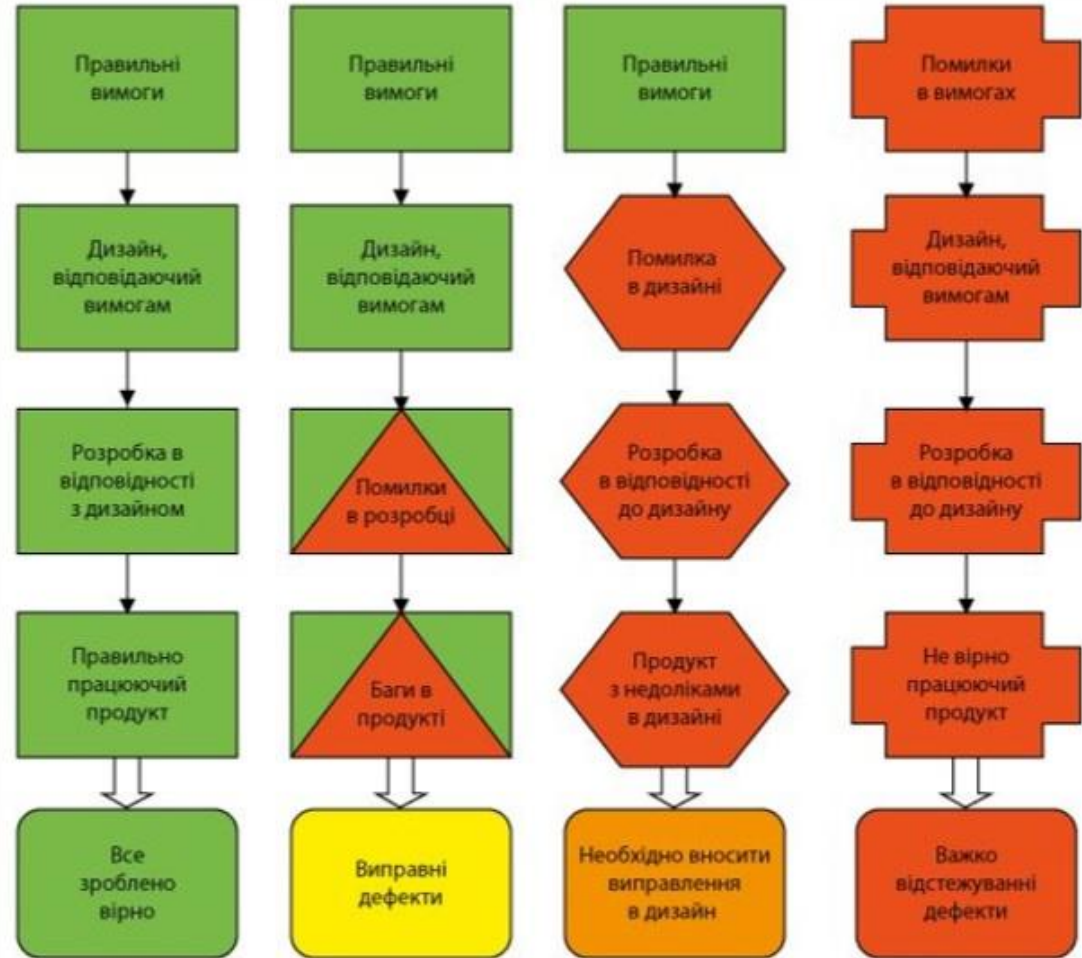 Правильні
вимоги
Правильні
вимоги
Правильні
вимоги
Помилки
в вимогах
Дизайн,
відповідаючий
вимогам
Дизайн,
відповідаючий
вимогам
Помилка
в дизайні
Дизайн,
відповідаючий
вимогам
Розробка в
відповідності
з дизайном
Помилки
в розробці
Розробка
в відповідності
до дизайну
Розробка
в відповідності
до дизайну
Правильно
працюючий
продукт
Баги в
продукті
Продукт
з недоліками
в дизайні
Не вірно
працюючий
продукт
Все
зроблено
вірно
Виправні
дефекти
Необхідно вносити
виправлення
в дизайн
Важко
відстежуванні
дефекти